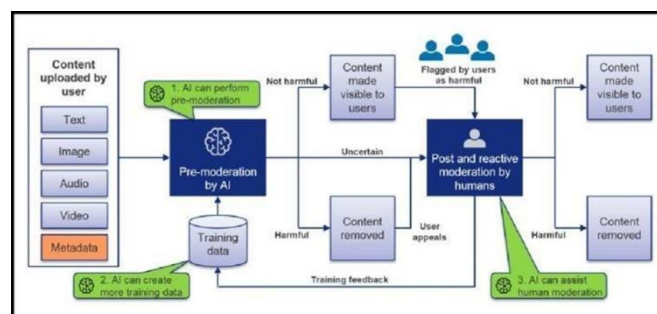 Content
uploaded by
user
Text
Image
Audio
Video
Metadata
1. AI can perform
pre-moderation
Pre-moderation
by AI
Training
data
2. AI can create
more training data
Not harmful
Content
made
visible to
users
Uncertain
Harmful
Content
removed
User
appeals
Training feedback
Flagged by users
as harmful
Post and reactive
moderation by
humans
3. AI can assist
human moderation
Not harmful
Content
made
visible to
users
Harmful
Content
removed